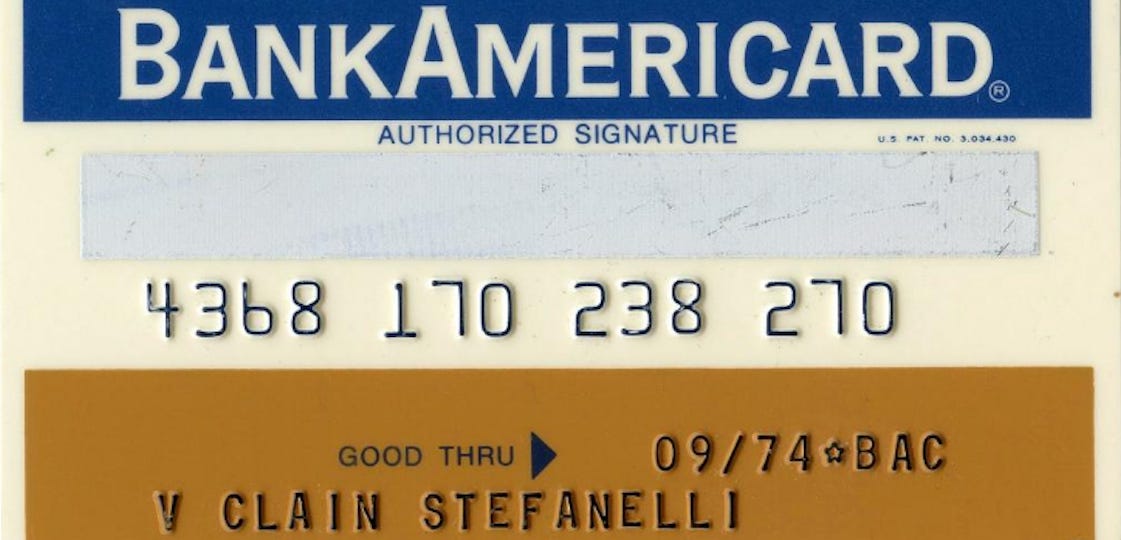 BANKAMERICARD®
AUTHORIZED SIGNATURE
U.S. PAT. NO. 3,034,430
4368 170 238 270
GOOD THRU ▶ 09/74☆BAC
V CLAIN STEFANELLI